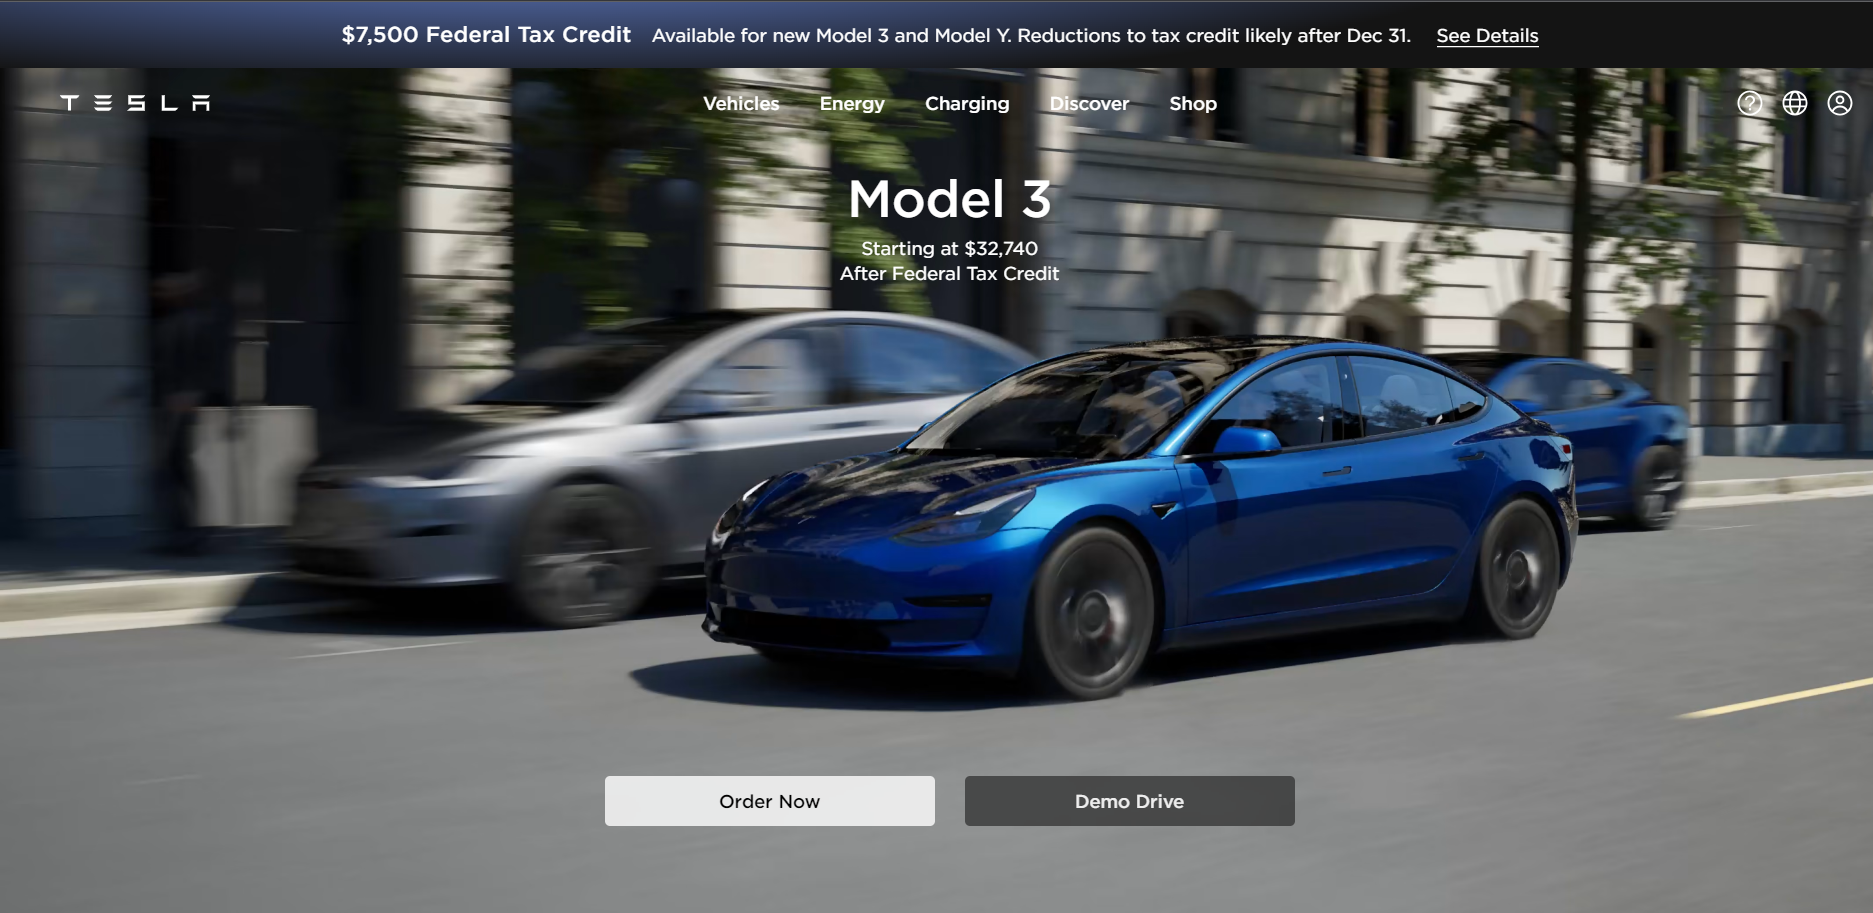 $7,500 Federal Tax Credit Available for new Model 3 and Model Y. Reductions to tax credit likely after Dec 31. See Details
TESLA Vehicles Energy Charging Discover Shop
Model 3
Starting at $32,740
After Federal Tax Credit
Order Now Demo Drive